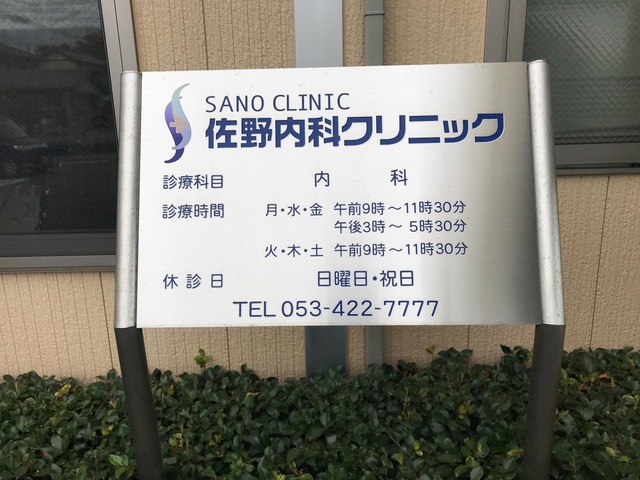 SANO CLINIC
佐野内科クリニック
診療科目 内 科
診療時間 月・水・金 午前9時～11時30分
午後3時～ 5時30分
火・木・土 午前9時～11時30分
休診日 日曜日・祝日
TEL 053-422-7777